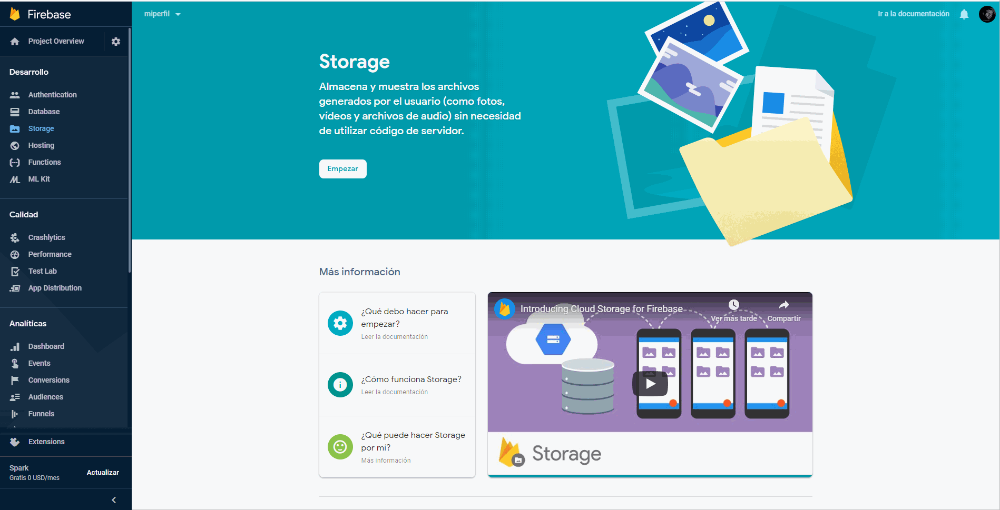 Firebase
Project Overview
Desarrollo
Authentication
Database
Storage
Hosting
Functions
ML Kit
Calidad
Crashlytics
Performance
Test Lab
App Distribution
Analíticas
Dashboard
Events
Conversions
Audiences
Funnels
Extensions
Spark
Gratis 0 USD/mes
Actualizar
miperfil
Ir a la documentación
Storage
Almacena y muestra los archivos
generados por el usuario (como fotos,
vídeos y archivos de audio) sin necesidad
de utilizar código de servidor.
Empezar
Más información
¿Qué debo hacer para
empezar?
Leer la documentación
¿Cómo funciona Storage?
Leer la documentación
¿Qué puede hacer Storage
por mí?
Más información
Introducing Cloud Storage for Firebase
Ver más tarde
Compartir
Storage